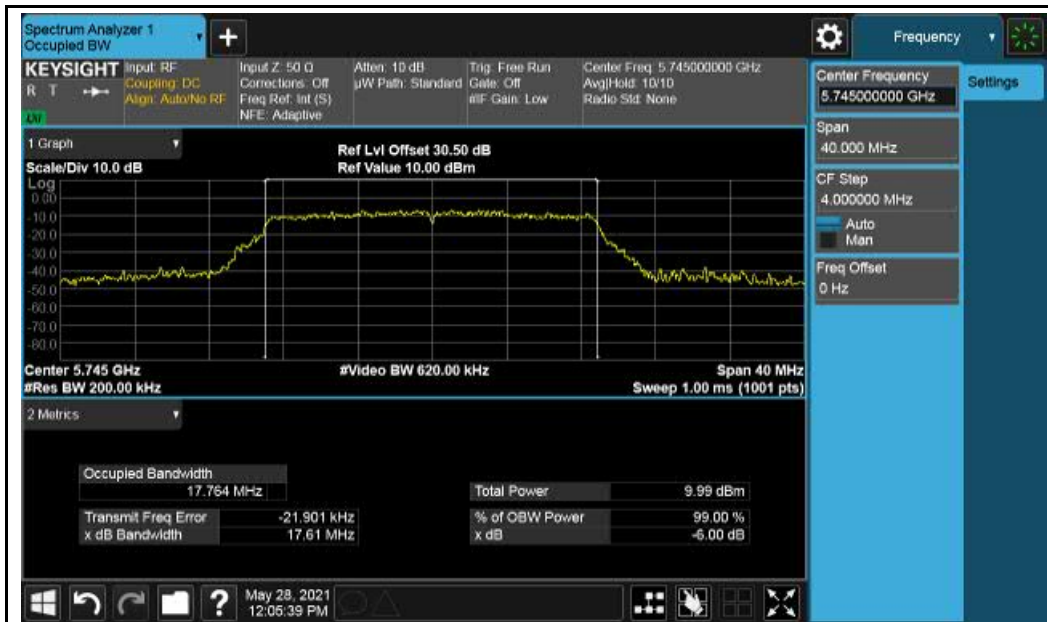 Spectrum Analyzer 1
Occupied BW
+
Frequency
KEYSIGHT
R T
Input: RF
Coupling: DC
Align: Auto/No RF
Input Z: 50 Ω
Corrections: Off
Freq Ref: Int (S)
NFE: Adaptive
Atten: 10 dB
µW Path: Standard
Trig: Free Run
Gate: Off
#IF Gain: Low
Center Freq: 5.745000000 GHz
Avg|Hold: 10/10
Radio Std: None
Center Frequency
5.745000000 GHz
Settings
Span
40.000 MHz
CF Step
4.000000 MHz
Auto
Man
Freq Offset
0 Hz
1 Graph
Scale/Div 10.0 dB
Ref Lvl Offset 30.50 dB
Ref Value 10.00 dBm
Log
0.00
-10.0
-20.0
-30.0
-40.0
-50.0
-60.0
-70.0
-80.0
Center 5.745 GHz
#Res BW 200.00 kHz
#Video BW 620.00 kHz
Span 40 MHz
Sweep 1.00 ms (1001 pts)
2 Metrics
Occupied Bandwidth
17.764 MHz
Total Power 9.99 dBm
Transmit Freq Error -21.901 kHz
% of OBW Power 99.00 %
x dB Bandwidth 17.61 MHz
x dB -6.00 dB
?
May 28, 2021
12:05:39 PM